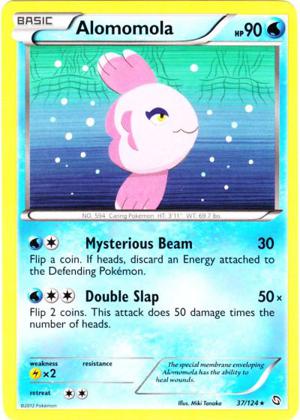 BASIC
Alomomola HP 90
NO. 594 Caring Pokémon HT: 3'11" WT: 69.7 lbs.
Mysterious Beam 30
Flip a coin. If heads, discard an Energy attached to
the Defending Pokémon.
Double Slap 50×
Flip 2 coins. This attack does 50 damage times the
number of heads.
weakness resistance
×2
The special membrane enveloping
Alomomola has the ability to
heal wounds.
retreat
©2012 Pokémon
Illus. Miki Tanaka 37/124 ★